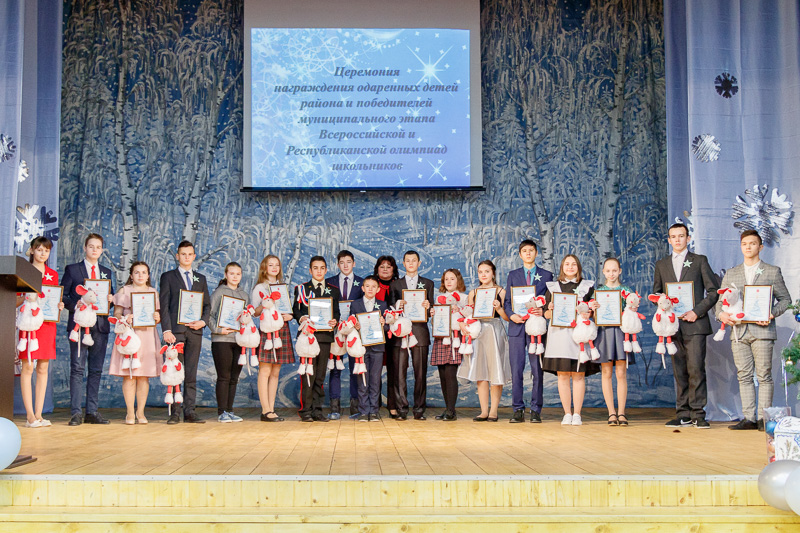 Церемония
награждения одаренных детей
района и победителей
муниципального этапа
Всероссийской и
Республиканской олимпиад
школьников